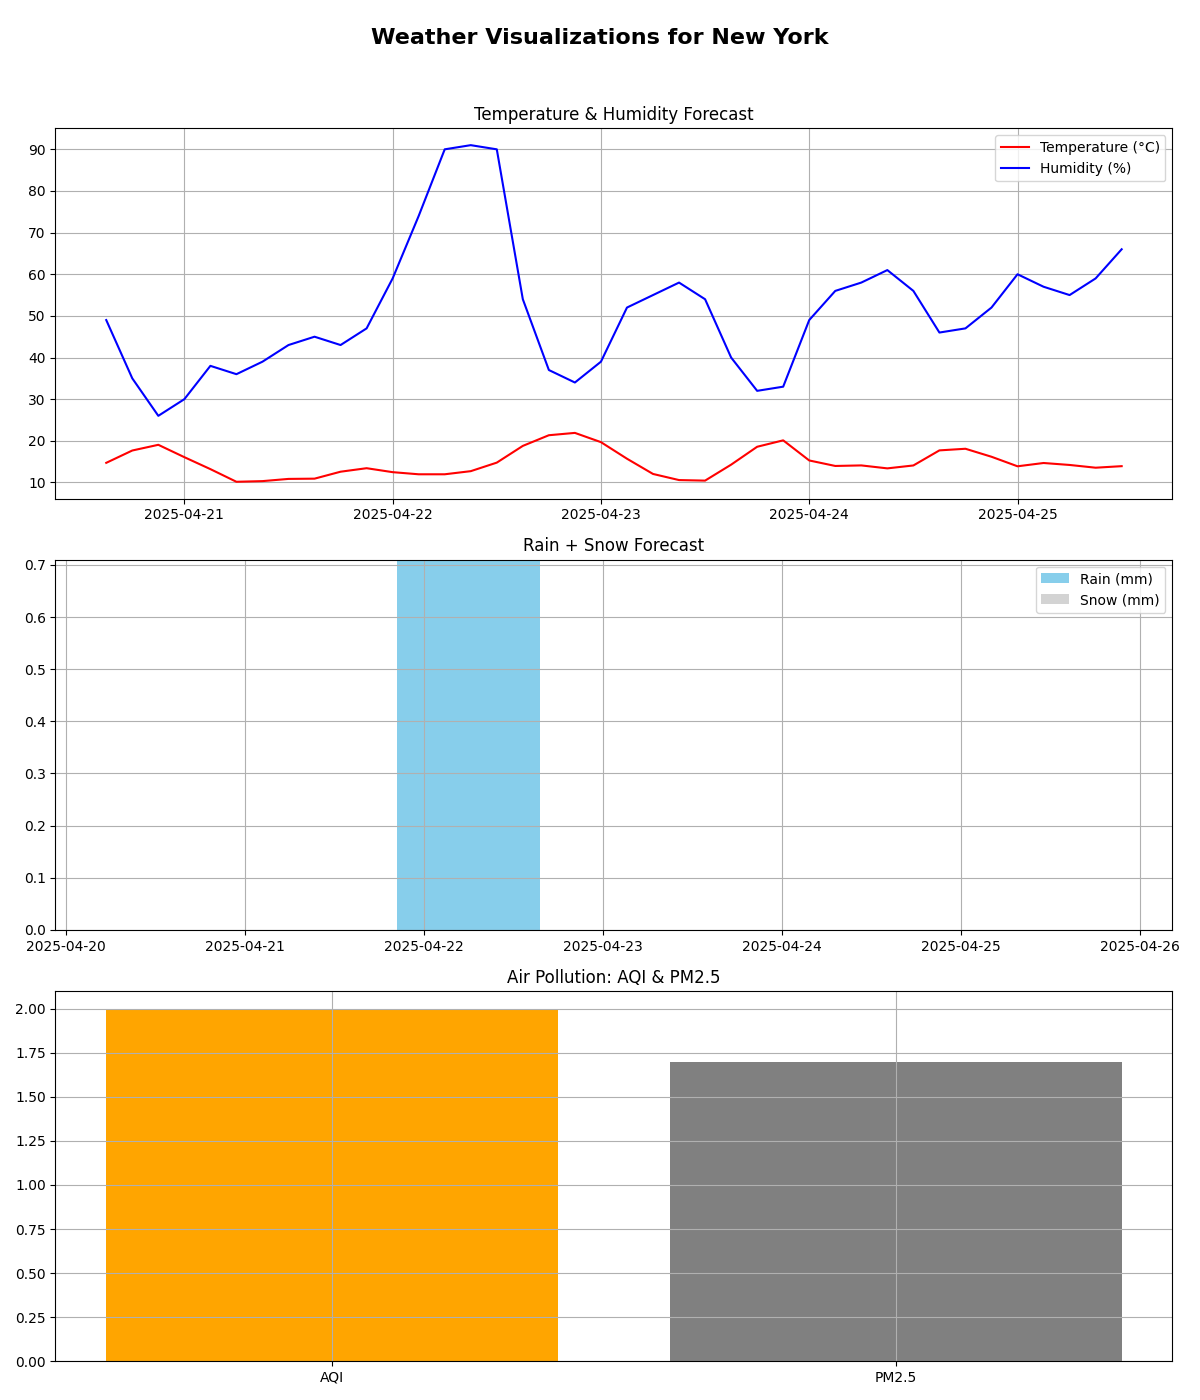 Weather Visualizations for New York
Temperature & Humidity Forecast
Temperature (°C)
Humidity (%)
90
80
70
60
50
40
30
20
10
2025-04-21 2025-04-22 2025-04-23 2025-04-24 2025-04-25
Rain + Snow Forecast
Rain (mm)
Snow (mm)
0.7
0.6
0.5
0.4
0.3
0.2
0.1
0.0
2025-04-20 2025-04-21 2025-04-22 2025-04-23 2025-04-24 2025-04-25 2025-04-26
Air Pollution: AQI & PM2.5
2.00
1.75
1.50
1.25
1.00
0.75
0.50
0.25
0.00
AQI PM2.5